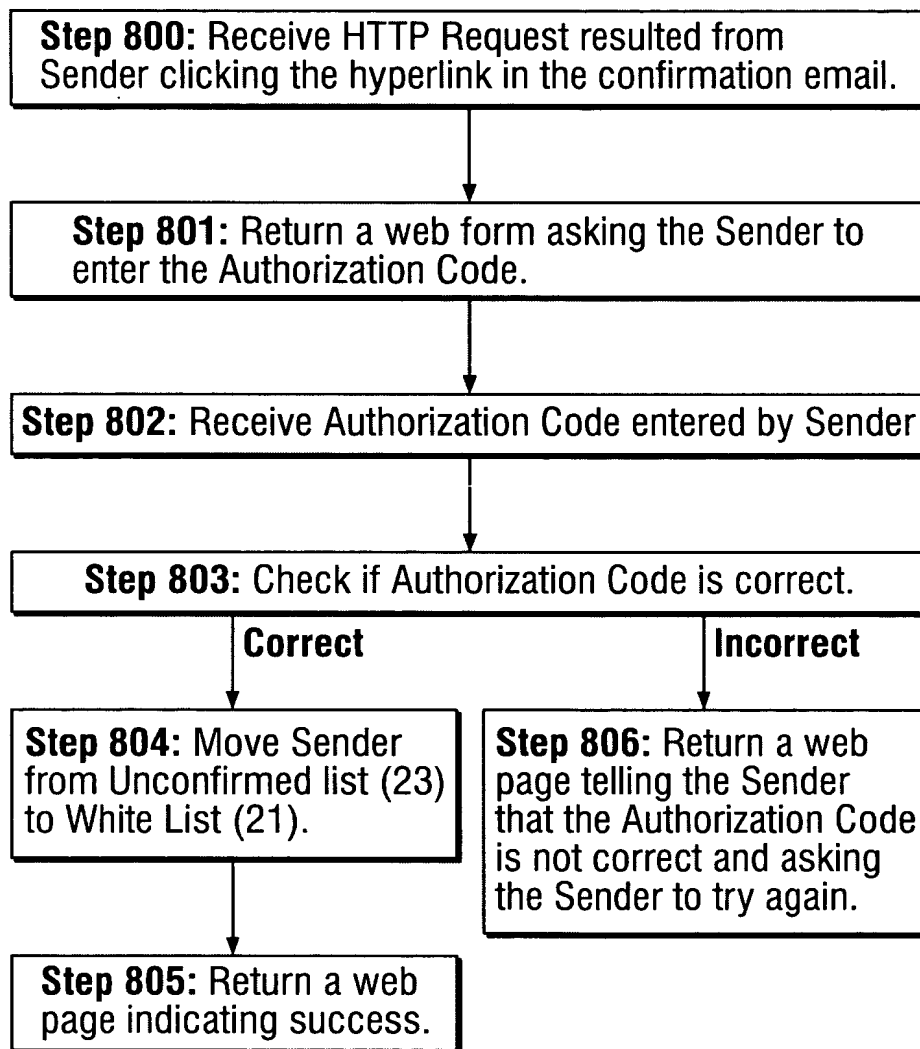 Step 800: Receive HTTP Request resulted from
Sender clicking the hyperlink in the confirmation email.
Step 801: Return a web form asking the Sender to
enter the Authorization Code.
Step 802: Receive Authorization Code entered by Sender
Step 803: Check if Authorization Code is correct.
Correct
Incorrect
Step 804: Move Sender
from Unconfirmed list (23)
to White List (21).
Step 806: Return a web
page telling the Sender
that the Authorization Code
is not correct and asking
the Sender to try again.
Step 805: Return a web
page indicating success.